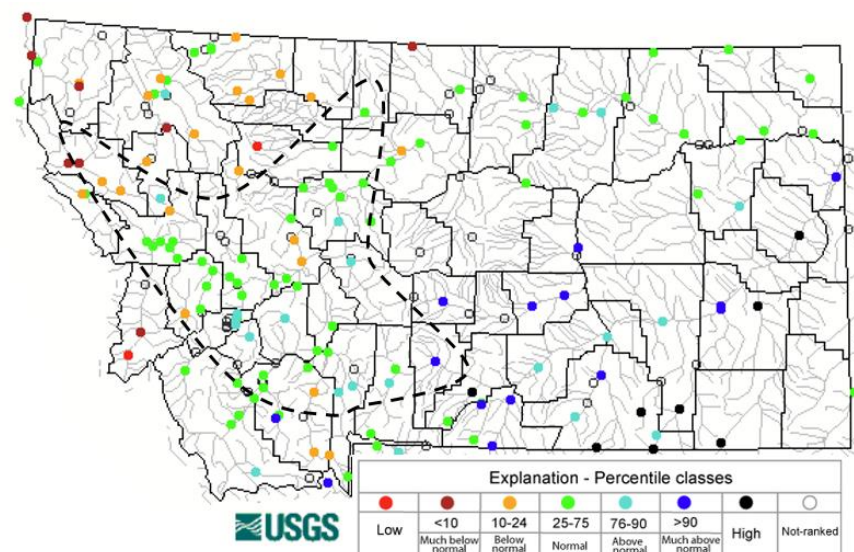 Explanation - Percentile classes
Low <10 10-24 25-75 76-90 >90 High Not-ranked
Much below normal Below normal Normal Above normal Much above normal
USGS